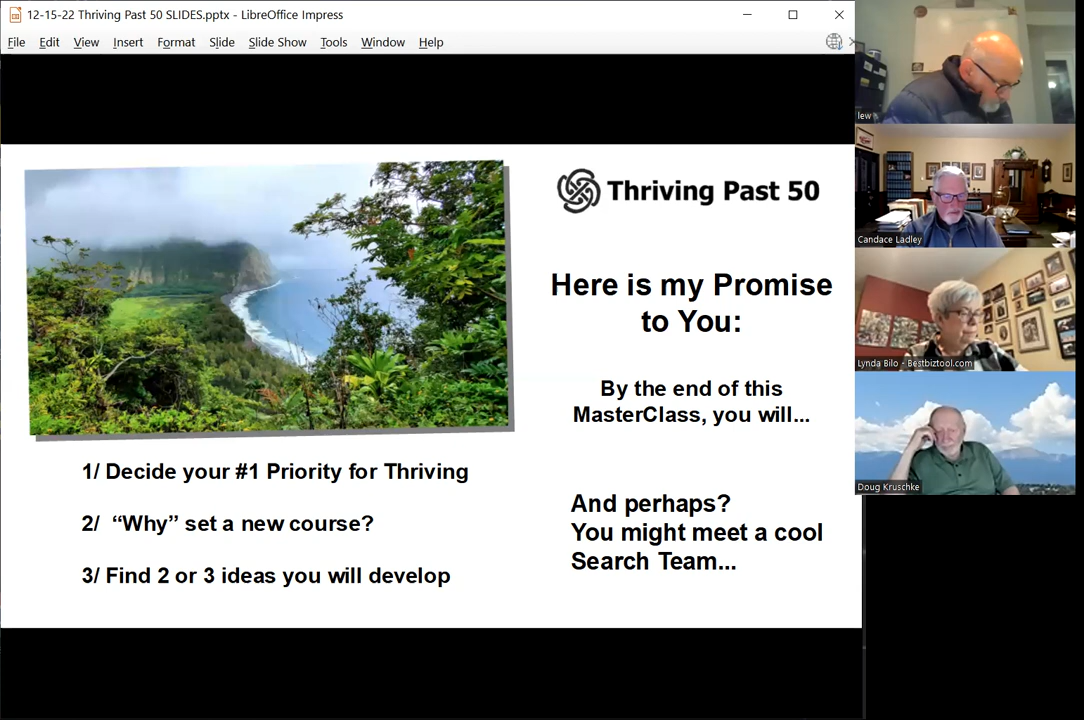 12-15-22 Thriving Past 50 SLIDES.pptx - LibreOffice Impress
File Edit View Insert Format Slide Slide Show Tools Window Help
Thriving Past 50
Here is my Promise
to You:
By the end of this
MasterClass, you will...
1/ Decide your #1 Priority for Thriving
2/ “Why” set a new course?
3/ Find 2 or 3 ideas you will develop
And perhaps?
You might meet a cool
Search Team...
lew
Candace Ladley
Lynda Bilo - Bestbiztool.com
Doug Kruschke